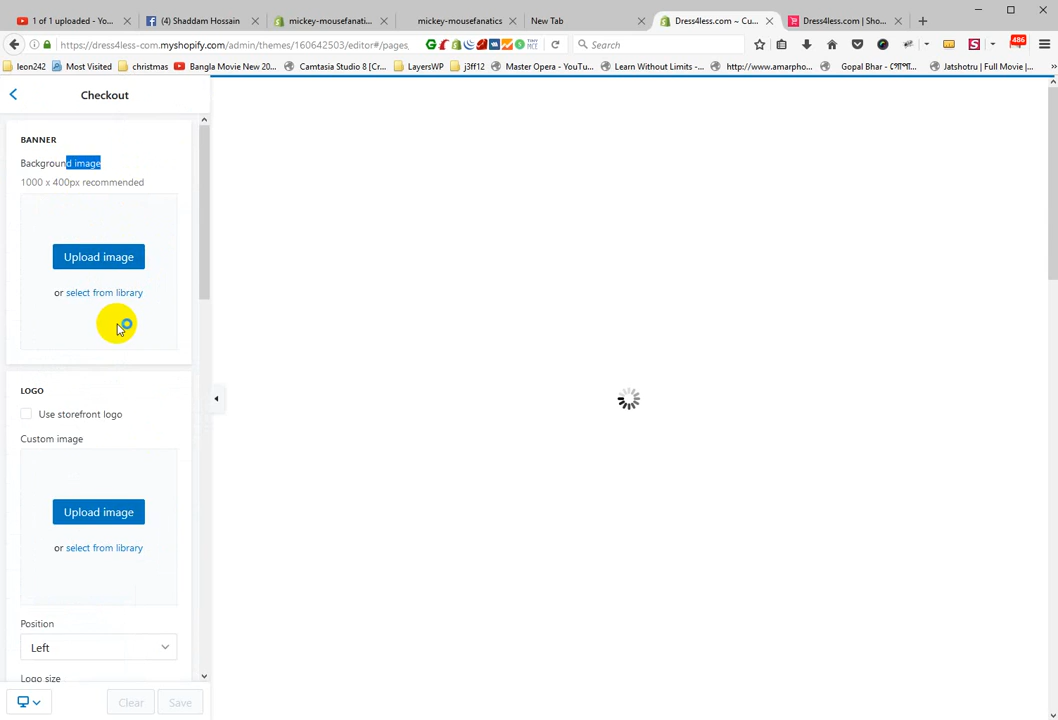 1 of 1 uploaded - You...
(4) Shaddam Hossain
mickey-mousefanati...
mickey-mousefanatics
New Tab
Dress4less.com ~ Cu...
Dress4less.com | Sho...
https://dress4less-com.myshopify.com/admin/themes/160642503/editor#/pages,
Search
486
leon242
Most Visited
christmas
Bangla Movie New 20...
Camtasia Studio 8 [Cr...
LayersWP
j3ff12
Master Opera - YouTu...
Learn Without Limits -...
http://www.amarpho...
Gopal Bhar - গোপা...
Jatshotru | Full Movie |...
Checkout
BANNER
Background image
1000 x 400px recommended
Upload image
or select from library
LOGO
Use storefront logo
Custom image
Upload image
or select from library
Position
Left
Logo size
Clear
Save